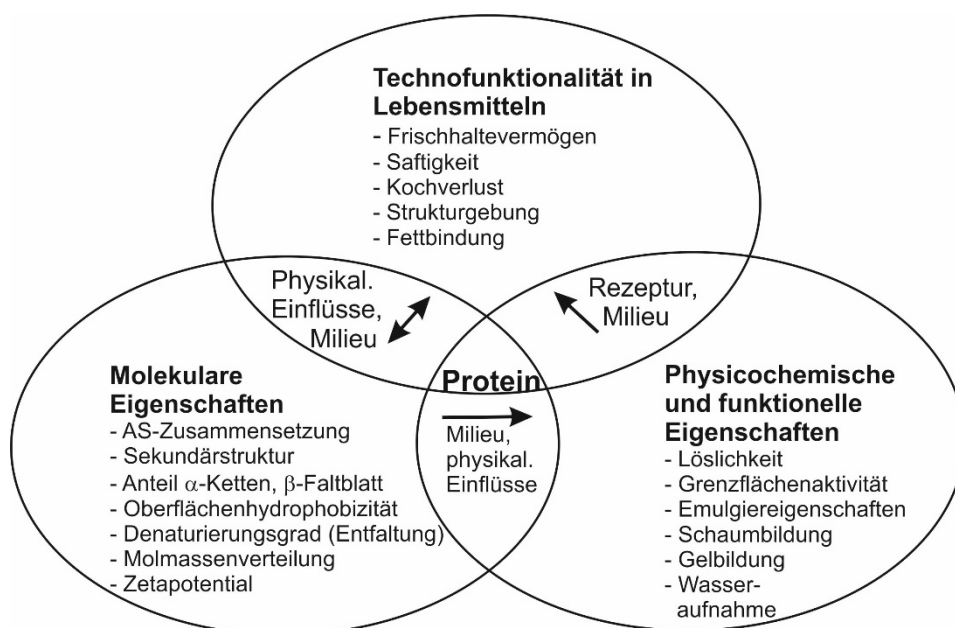 Technofunktionalität in
Lebensmitteln
- Frischhaltevermögen
- Saftigkeit
- Kochverlust
- Strukturgebung
- Fettbindung
Physikal.
Einflüsse,
Milieu
Rezeptur,
Milieu
Protein
Milieu,
physikal.
Einflüsse
Molekulare
Eigenschaften
- AS-Zusammensetzung
- Sekundärstruktur
- Anteil α-Ketten, β-Faltblatt
- Oberflächenhydrophobizität
- Denaturierungsgrad (Entfaltung)
- Molmassenverteilung
- Zetapotential
Physicochemische
und funktionelle
Eigenschaften
- Löslichkeit
- Grenzflächenaktivität
- Emulgiereigenschaften
- Schaumbildung
- Gelbildung
- Wasser-
aufnahme